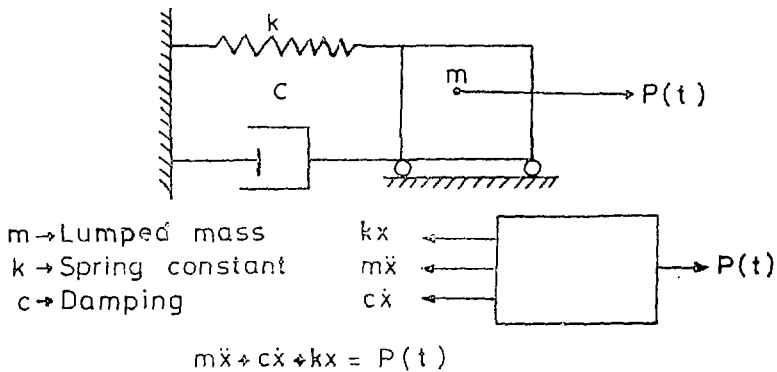 k
C
m
P(t)
m→Lumped mass
k→Spring constant
c→Damping
kx
mẍ
cẋ
P(t)
mẍ+cẋ+kx = P(t)